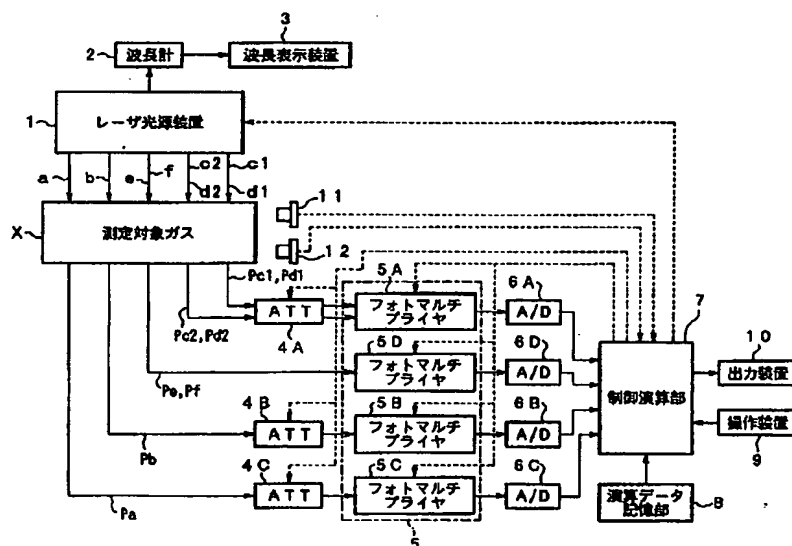 3
2
波長計
波長表示装置
1
レーザ光源装置
a
b
e
f
c2
d2
c1
d1
X
測定対象ガス
11
12
Pc1,Pd1
Pc2,Pd2
ATT
4A
5A
フォトマルチ
プライヤ
6A
A/D
7
5D
フォトマルチ
プライヤ
6D
A/D
Pe,Pf
制御演算部
10
出力装置
4B
ATT
Pb
5B
フォトマルチ
プライヤ
6B
A/D
操作装置
9
4C
ATT
Pa
5C
フォトマルチ
プライヤ
6C
A/D
演算データ
記憶部
8
5